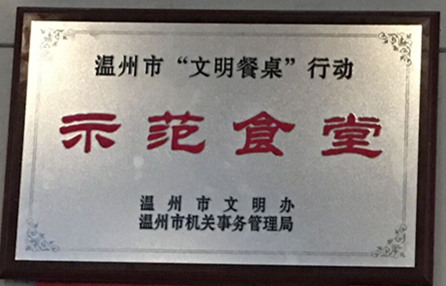 温州市“文明餐桌”行动
示范食堂
温州市文明办
温州市机关事务管理局